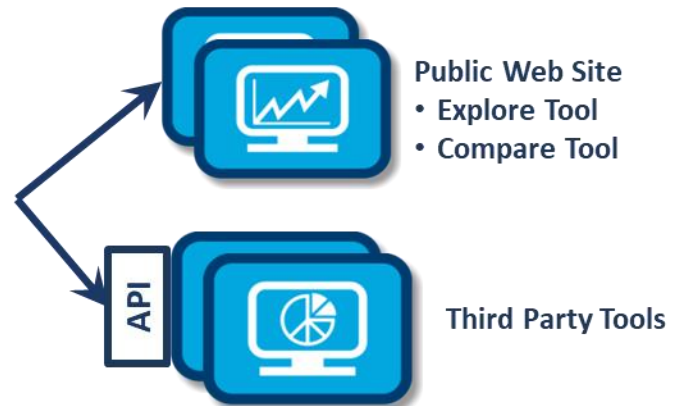 Public Web Site
• Explore Tool
• Compare Tool
API
Third Party Tools